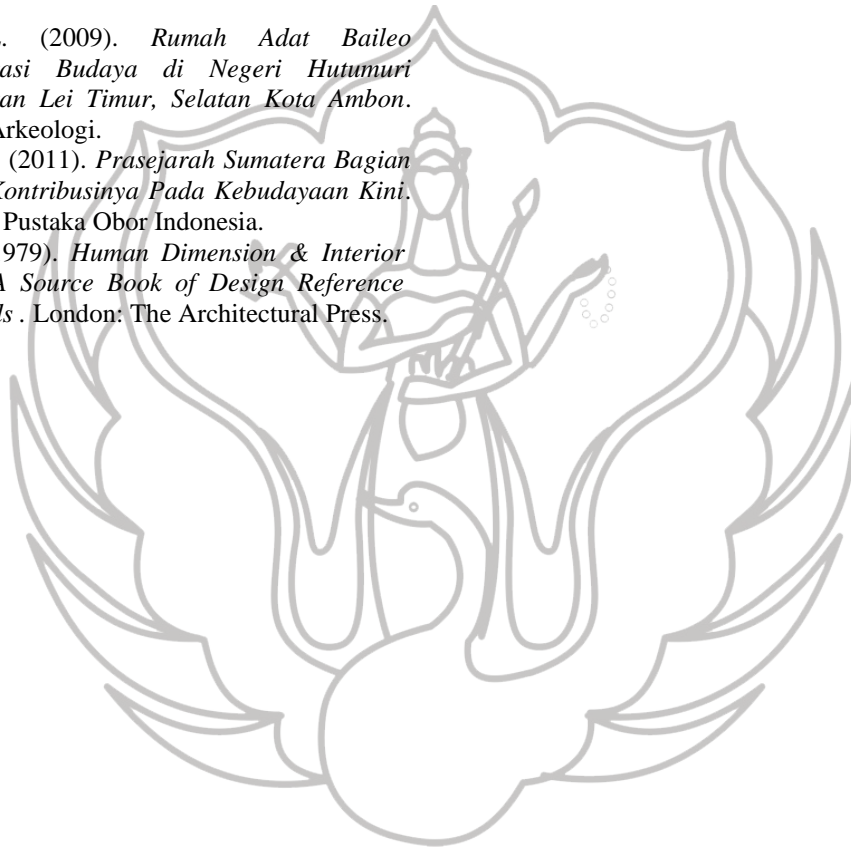 . (2009). Rumah Adat Baileo
asi Budaya di Negeri Hutumuri
an Lei Timur, Selatan Kota Ambon.
Arkeologi.
(2011). Prasejarah Sumatera Bagian
Kontribusinya Pada Kebudayaan Kini.
Pustaka Obor Indonesia.
979). Human Dimension & Interior
A Source Book of Design Reference
ls . London: The Architectural Press.